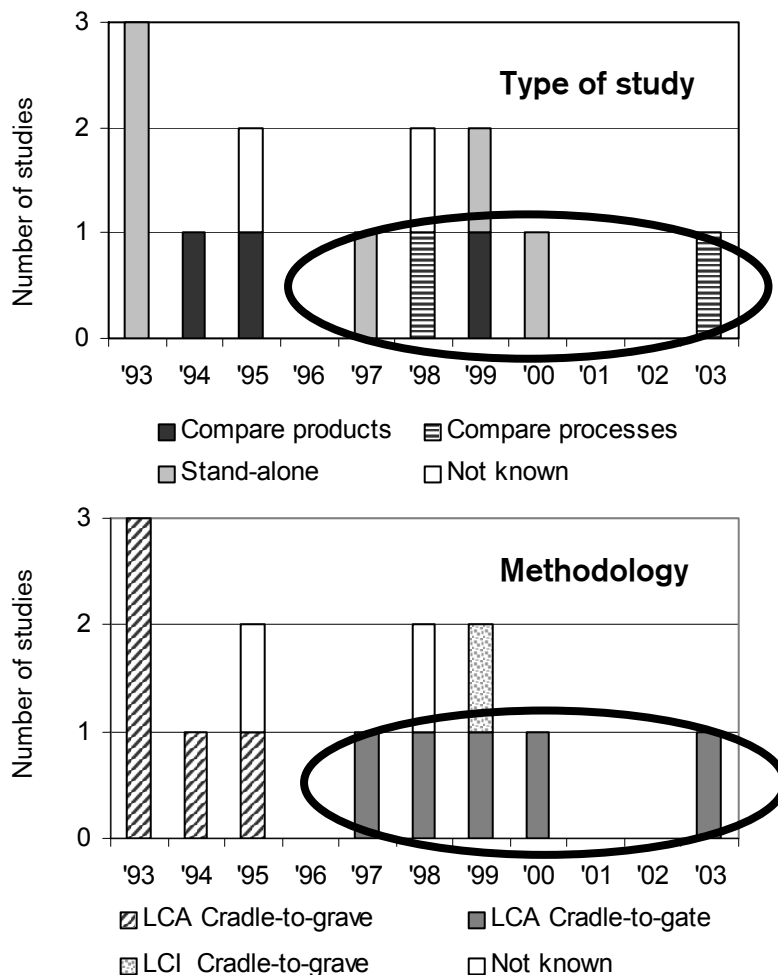 3
Type of study
2
1
0
Number of studies
'93 '94 '95 '96 '97 '98 '99 '00 '01 '02 '03
Compare products Compare processes
Stand-alone Not known
3
Methodology
2
1
0
Number of studies
'93 '94 '95 '96 '97 '98 '99 '00 '01 '02 '03
LCA Cradle-to-grave LCA Cradle-to-gate
LCI Cradle-to-grave Not known